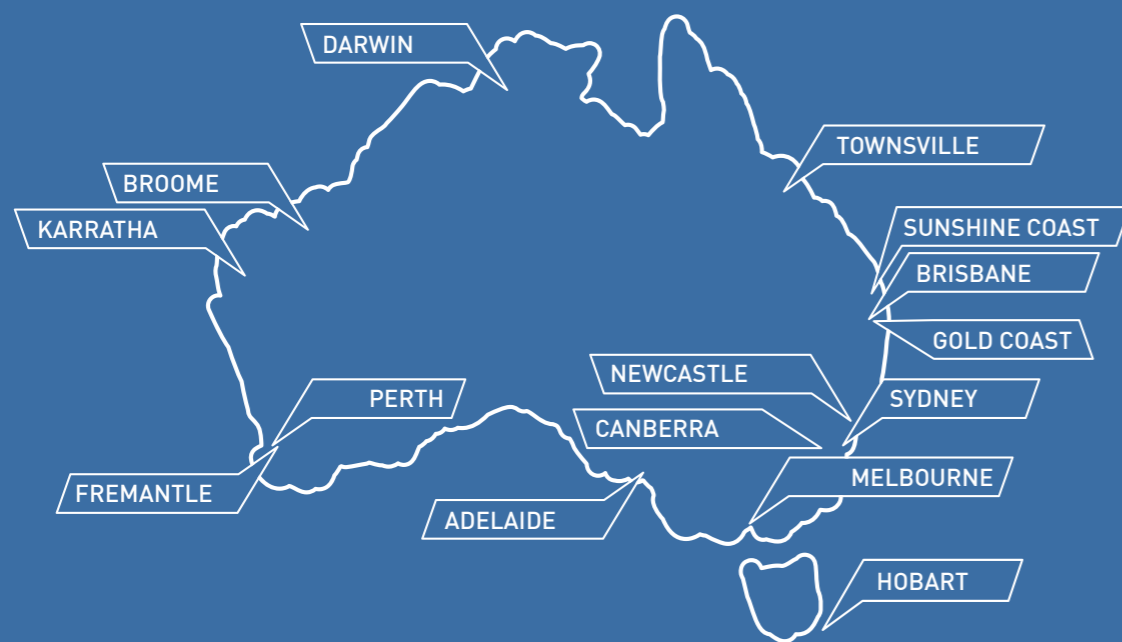 DARWIN
TOWNSVILLE
BROOME
KARRATHA
SUNSHINE COAST
BRISBANE
GOLD COAST
NEWCASTLE
PERTH
SYDNEY
CANBERRA
MELBOURNE
FREMANTLE
ADELAIDE
HOBART